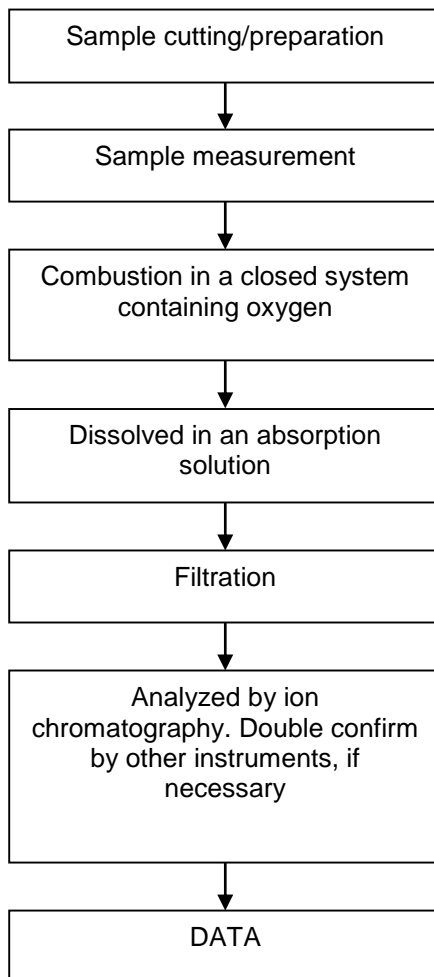 Sample cutting/preparation
Sample measurement
Combustion in a closed system
containing oxygen
Dissolved in an absorption
solution
Filtration
Analyzed by ion
chromatography. Double confirm
by other instruments, if
necessary
DATA